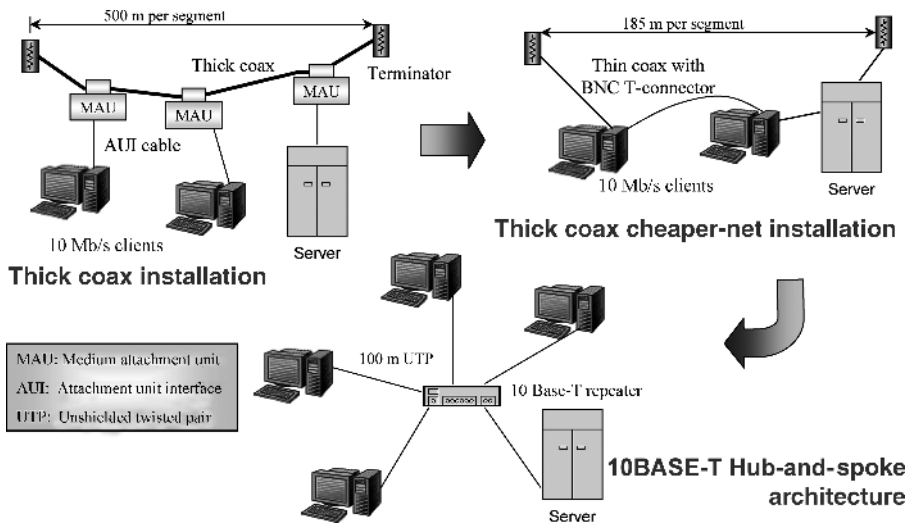 500 m per segment
Thick coax
Terminator
MAU
MAU
MAU
AUI cable
10 Mb/s clients
Server
Thick coax installation
185 m per segment
Thin coax with
BNC T-connector
10 Mb/s clients
Server
Thick coax cheaper-net installation
MAU: Medium attachment unit
AUI: Attachment unit interface
UTP: Unshielded twisted pair
100 m UTP
10 Base-T repeater
Server
10BASE-T Hub-and-spoke
architecture